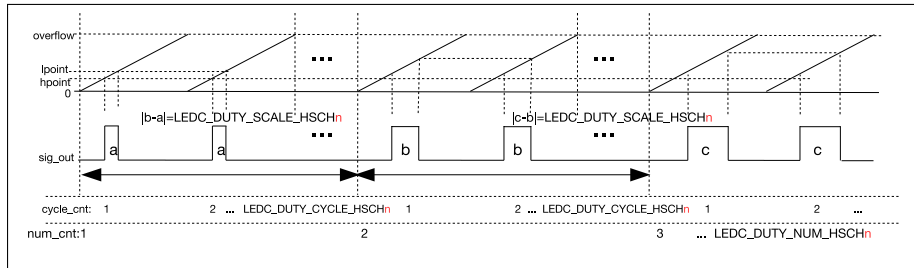 overflow
lpoint
hpoint
0
... ...
|b-a|=LEDC_DUTY_SCALE_HSCHn |c-b|=LEDC_DUTY_SCALE_HSCHn
... ...
sig_out a a b b c c
cycle_cnt: 1 2 ... LEDC_DUTY_CYCLE_HSCHn 1 2 ... LEDC_DUTY_CYCLE_HSCHn 1 2 ...
num_cnt:1 2 3 ... LEDC_DUTY_NUM_HSCHn